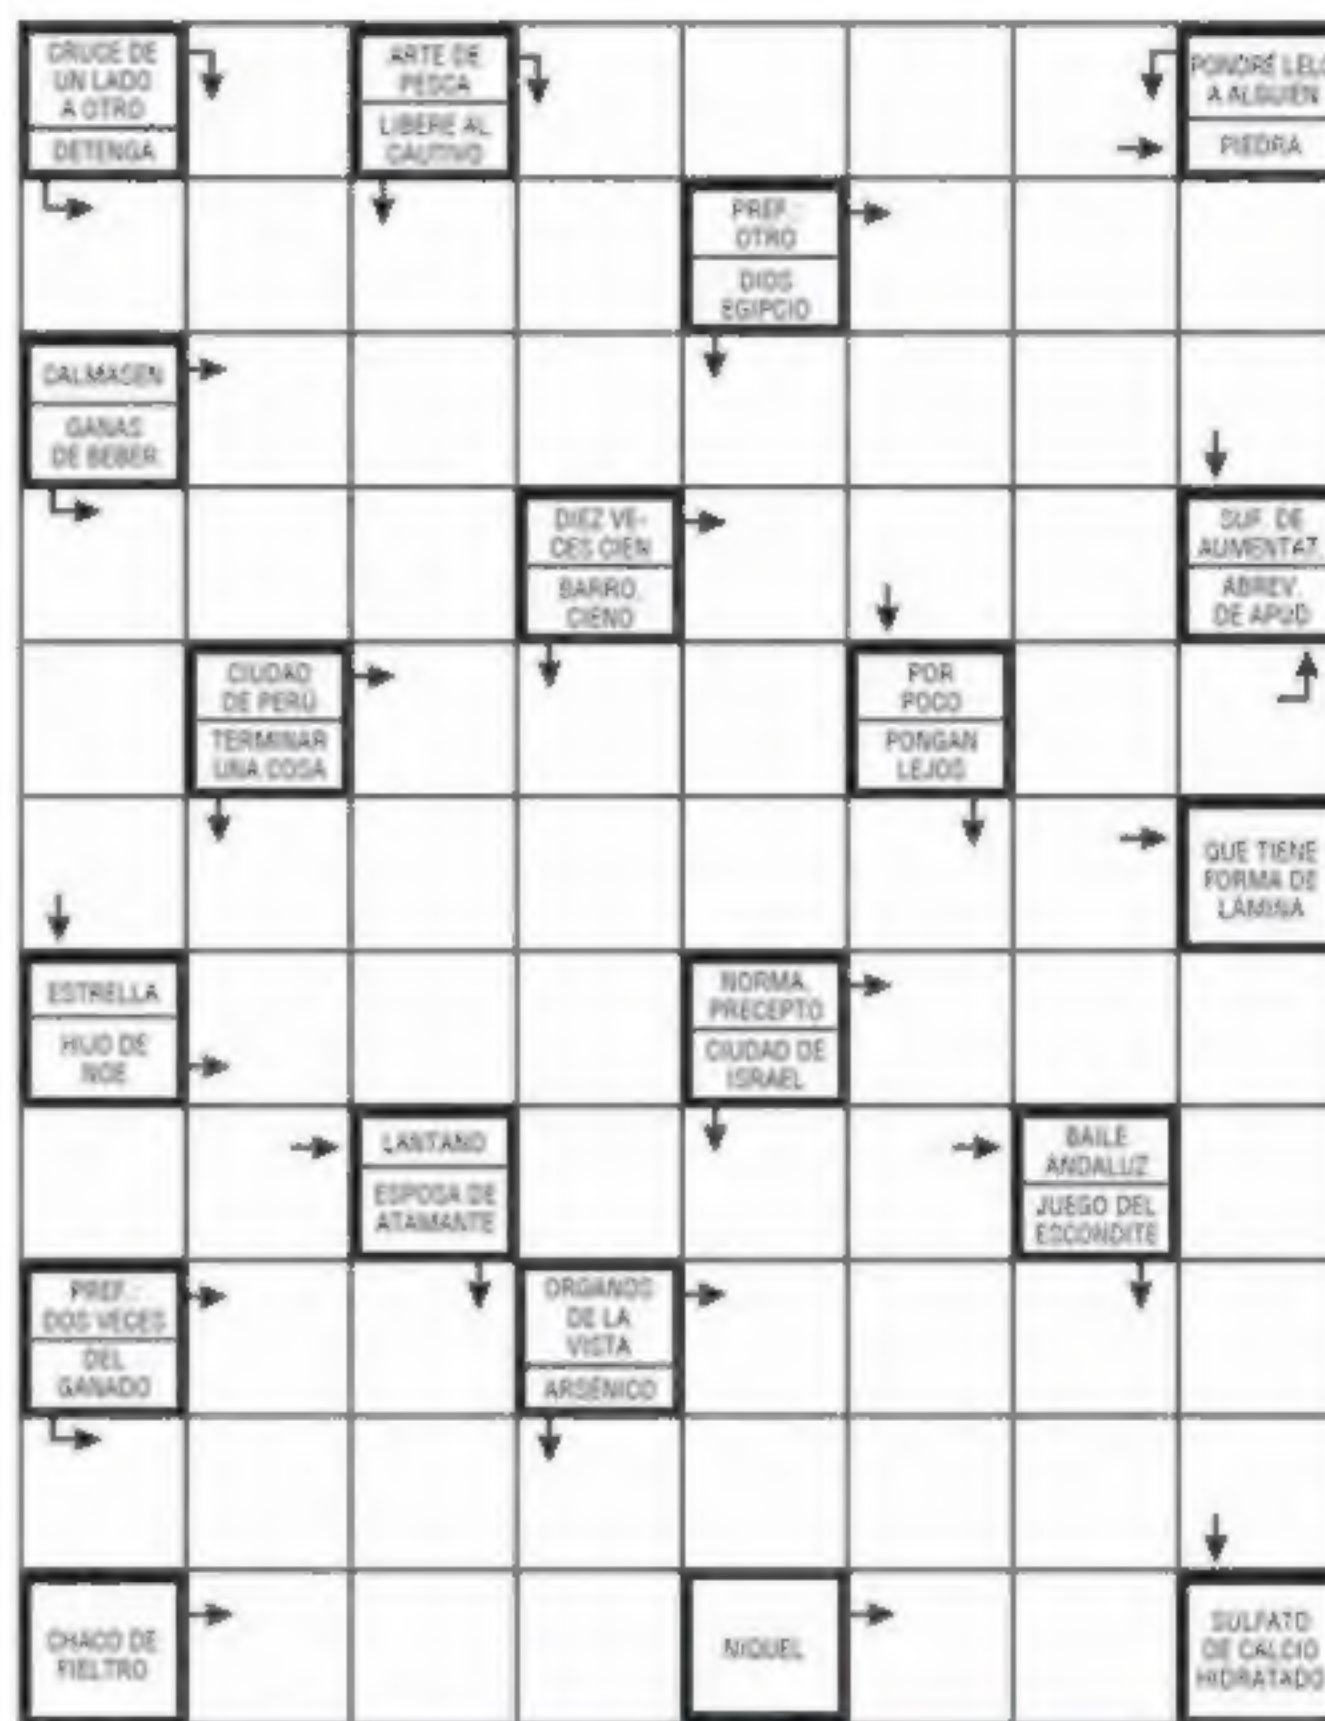 CRUCE DE
UN LADO
A OTRO
DETENGA
ARTE DE
PESCA
LIBERE AL
CAUTIVO
PONDRÉ LELO
A ALGUIEN
PIEDRA
PREF.:
OTRO
DIOS
EGIPCIO
CALMASEN
GANAS
DE BEBER
DIEZ VE-
CES CIEN
BARRO,
CIENO
SUF. DE
AUMENTAT.
ABREV.
DE APUD
CIUDAD
DE PERÚ
TERMINAR
UNA COSA
POR
POCO
PONGAN
LEJOS
QUE TIENE
FORMA DE
LÁMINA
ESTRELLA
HIJO DE
NOE
NORMA,
PRECEPTO
CIUDAD DE
ISRAEL
LANTANO
ESPOSA DE
ATAMANTE
BAILE
ANDALUZ
JUEGO DEL
ESCONDITE
PREF.:
DOS VECES
DEL
GANADO
ORGANOS
DE LA
VISTA
ARSÉNICO
CHACO DE
FIELTRO
NIQUEL
SULFATO
DE CALCIO
HIDRATADO